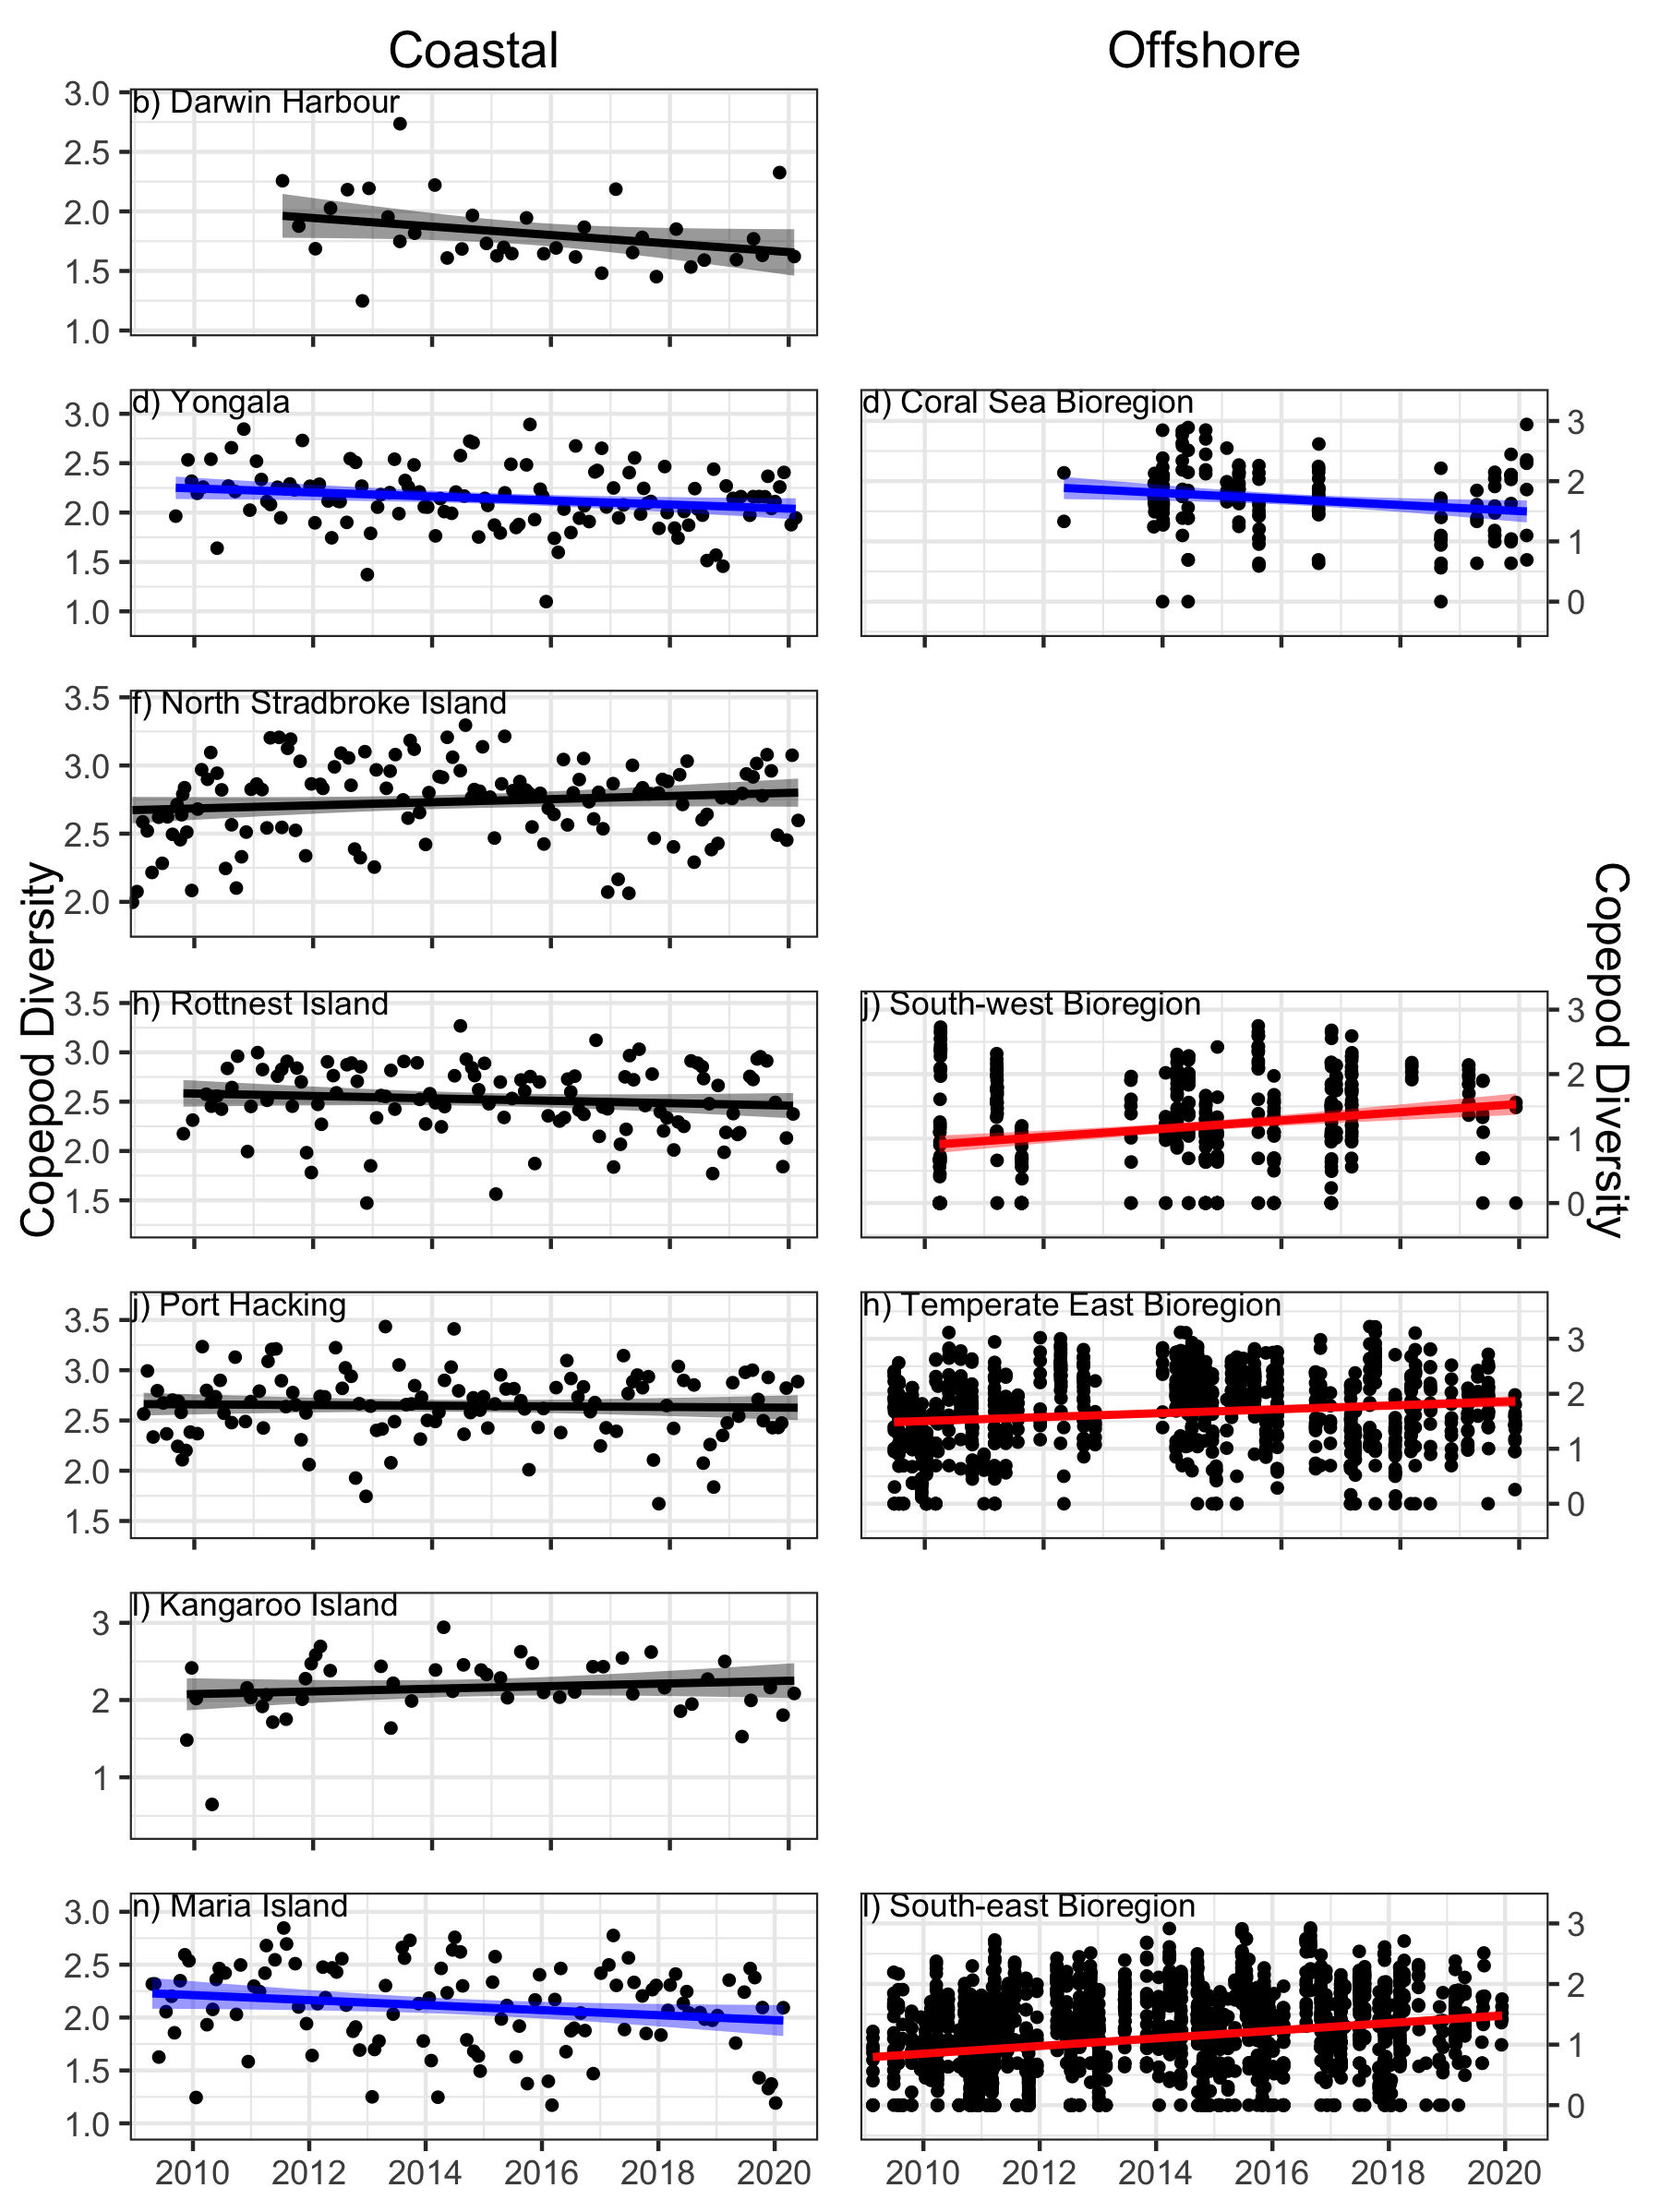 Coastal
Offshore
b) Darwin Harbour
3.0
2.5
2.0
1.5
1.0
d) Yongala
3.0
2.5
2.0
1.5
1.0
d) Coral Sea Bioregion
3
2
1
0
f) North Stradbroke Island
3.5
3.0
2.5
2.0
Copepod Diversity
h) Rottnest Island
3.5
3.0
2.5
2.0
1.5
j) South-west Bioregion
3
2
1
0
Copepod Diversity
j) Port Hacking
3.5
3.0
2.5
2.0
1.5
h) Temperate East Bioregion
3
2
1
0
l) Kangaroo Island
3
2
1
n) Maria Island
3.0
2.5
2.0
1.5
1.0
l) South-east Bioregion
3
2
1
0
2010 2012 2014 2016 2018 2020
2010 2012 2014 2016 2018 2020